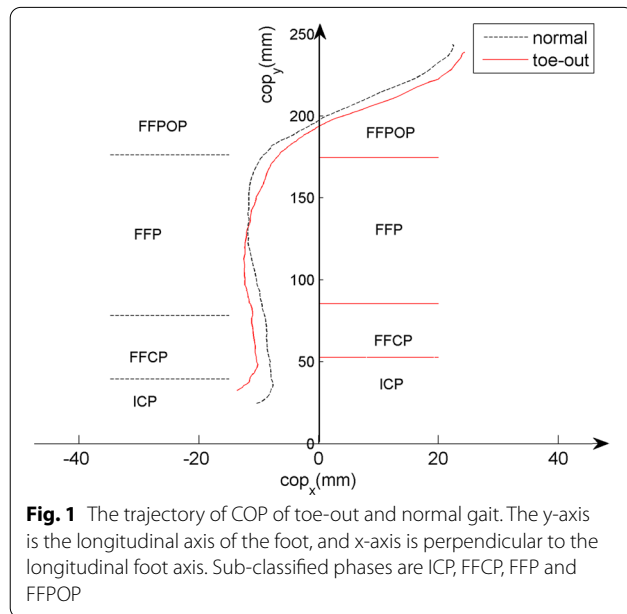 250
200
150
100
50
0
cop_y(mm)
normal
toe-out
FFPOP
FFPOP
FFP
FFP
FFCP
FFCP
ICP
ICP
-40
-20
0
20
40
cop_x(mm)
Fig. 1 The trajectory of COP of toe-out and normal gait. The y-axis
is the longitudinal axis of the foot, and x-axis is perpendicular to the
longitudinal foot axis. Sub-classified phases are ICP, FFCP, FFP and
FFPOP